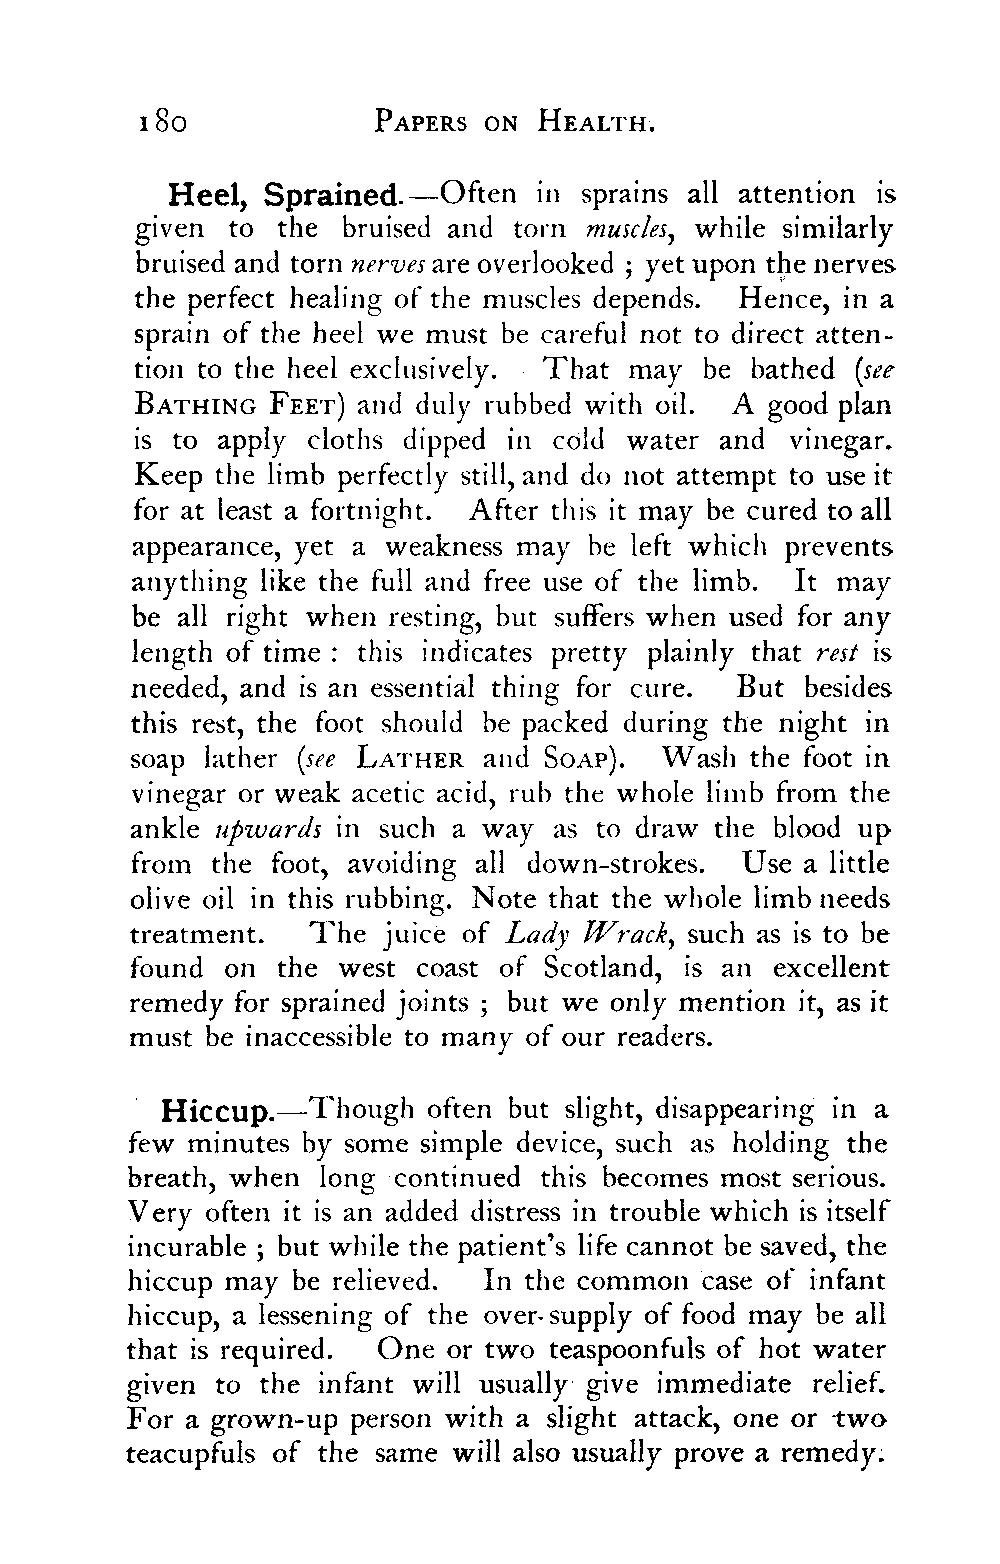 180 PAPERS ON HEALTH.
Heel, Sprained.—Often in sprains all attention is
given to the bruised and torn muscles, while similarly
bruised and torn nerves are overlooked ; yet upon the nerves
the perfect healing of the muscles depends. Hence, in a
sprain of the heel we must be careful not to direct atten-
tion to the heel exclusively. That may be bathed (see
BATHING FEET) and duly rubbed with oil. A good plan
is to apply cloths dipped in cold water and vinegar.
Keep the limb perfectly still, and do not attempt to use it
for at least a fortnight. After this it may be cured to all
appearance, yet a weakness may be left which prevents
anything like the full and free use of the limb. It may
be all right when resting, but suffers when used for any
length of time : this indicates pretty plainly that rest is
needed, and is an essential thing for cure. But besides
this rest, the foot should be packed during the night in
soap lather (see LATHER and SOAP). Wash the foot in
vinegar or weak acetic acid, rub the whole limb from the
ankle upwards in such a way as to draw the blood up
from the foot, avoiding all down-strokes. Use a little
olive oil in this rubbing. Note that the whole limb needs
treatment. The juice of Lady Wrack, such as is to be
found on the west coast of Scotland, is an excellent
remedy for sprained joints ; but we only mention it, as it
must be inaccessible to many of our readers.
Hiccup.—Though often but slight, disappearing in a
few minutes by some simple device, such as holding the
breath, when long continued this becomes most serious.
Very often it is an added distress in trouble which is itself
incurable ; but while the patient's life cannot be saved, the
hiccup may be relieved. In the common case of infant
hiccup, a lessening of the over-supply of food may be all
that is required. One or two teaspoonfuls of hot water
given to the infant will usually give immediate relief.
For a grown-up person with a slight attack, one or two
teacupfuls of the same will also usually prove a remedy.